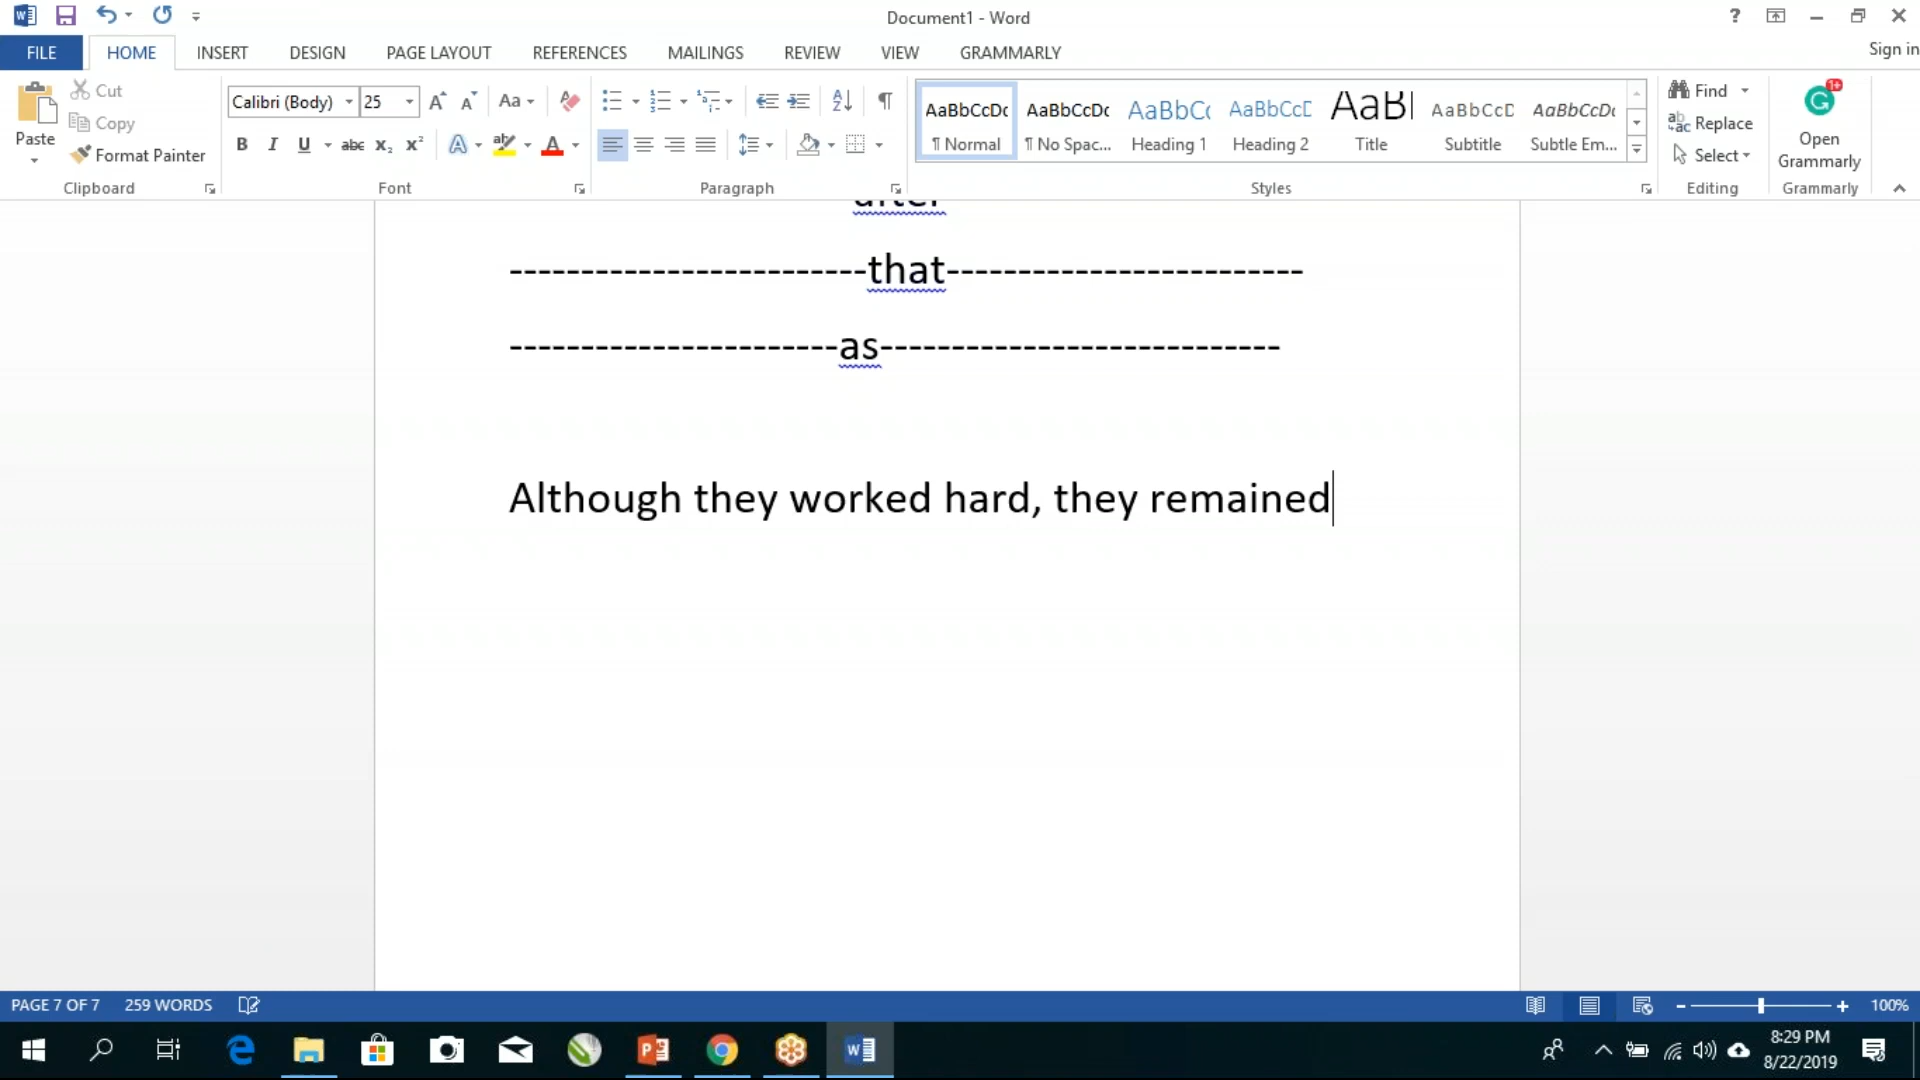 Document1 - Word
?
Sign in
FILE HOME INSERT DESIGN PAGE LAYOUT REFERENCES MAILINGS REVIEW VIEW GRAMMARLY
Paste
Cut
Copy
Format Painter
Clipboard
Calibri (Body) 25
Font
Paragraph
AaBbCcDc AaBbCcDc AaBbCc AaBbCcD AaBl AaBbCcD AaBbCcDc
¶ Normal ¶ No Spac... Heading 1 Heading 2 Title Subtitle Subtle Em...
Styles
Find
Replace
Select
Editing
Open
Grammarly
Grammarly
after
-------------------------that-------------------------
-----------------------as----------------------------
Although they worked hard, they remained
PAGE 7 OF 7 259 WORDS
100%
8:29 PM
8/22/2019